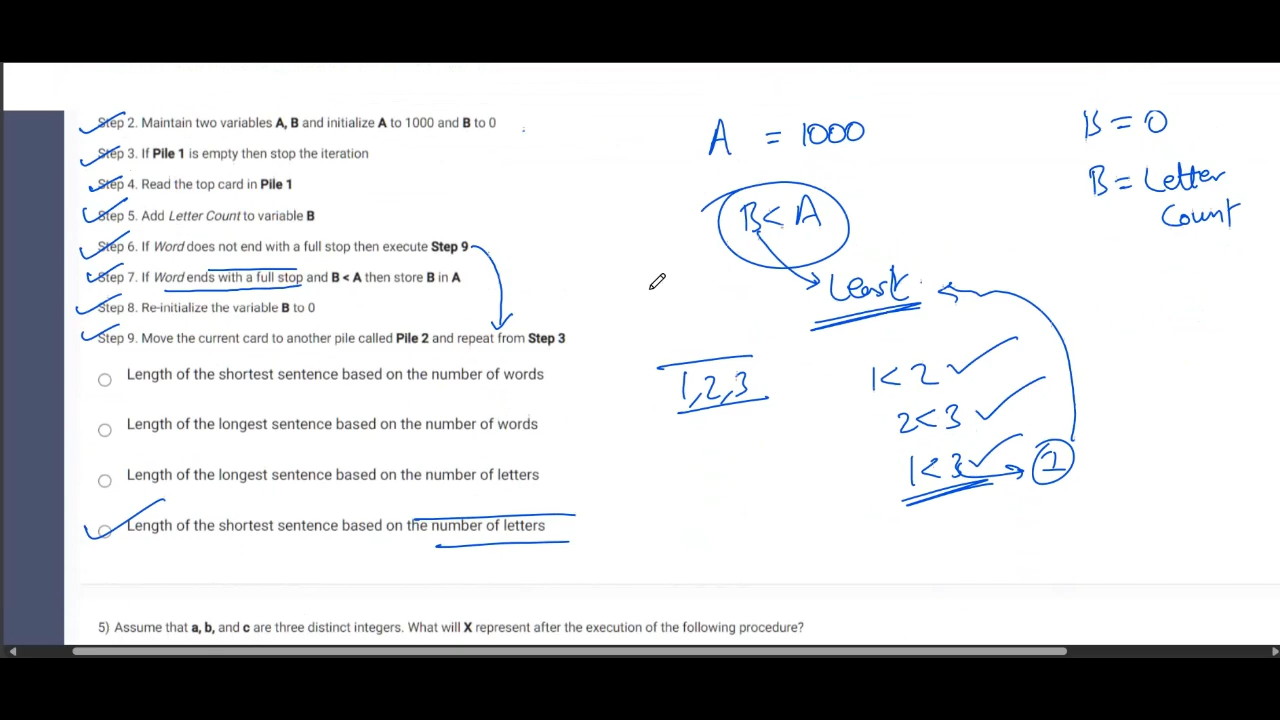 Step 2. Maintain two variables A, B and initialize A to 1000 and B to 0
Step 3. If Pile 1 is empty then stop the iteration
Step 4. Read the top card in Pile 1
Step 5. Add Letter Count to variable B
Step 6. If Word does not end with a full stop then execute Step 9
Step 7. If Word ends with a full stop and B < A then store B in A
Step 8. Re-initialize the variable B to 0
Step 9. Move the current card to another pile called Pile 2 and repeat from Step 3
Length of the shortest sentence based on the number of words
Length of the longest sentence based on the number of words
Length of the longest sentence based on the number of letters
Length of the shortest sentence based on the number of letters
5) Assume that a, b, and c are three distinct integers. What will X represent after the execution of the following procedure?
A = 1000
B = 0
B = Letter
Count
B < A
Least
1,2,3
1 < 2
2 < 3
1 < 3
1